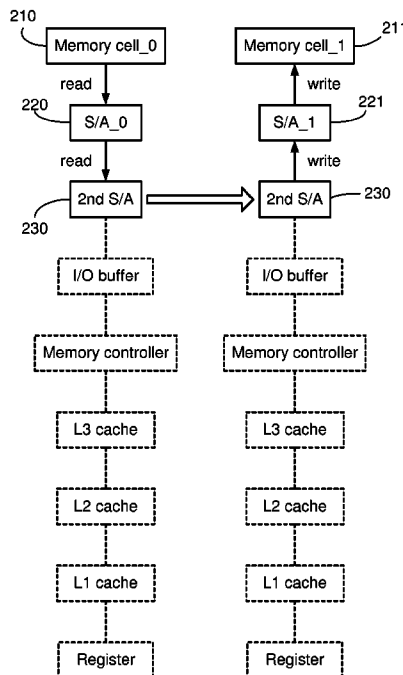 210
Memory cell_0
Memory cell_1
211
read
write
220
S/A_0
S/A_1
221
read
write
2nd S/A
2nd S/A
230
230
I/O buffer
I/O buffer
Memory controller
Memory controller
L3 cache
L3 cache
L2 cache
L2 cache
L1 cache
L1 cache
Register
Register